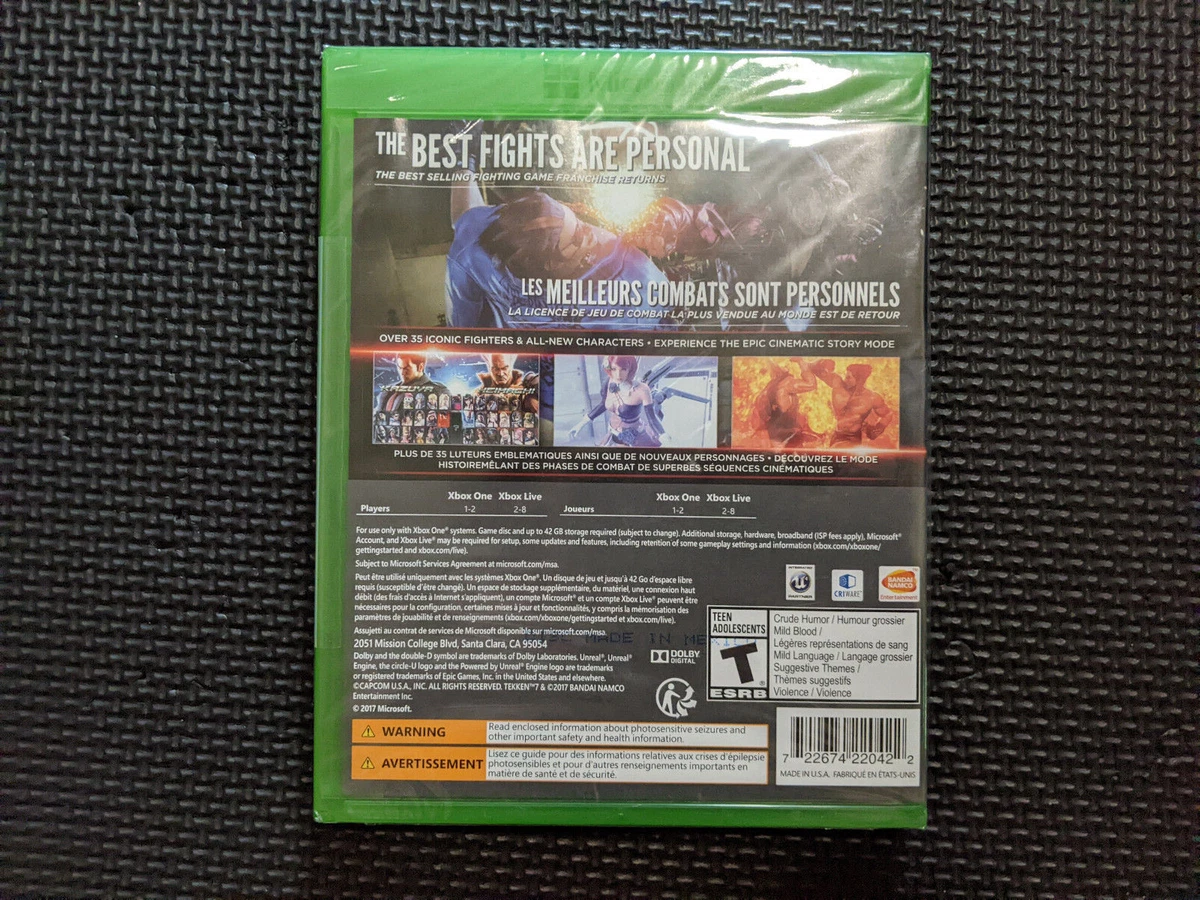 THE BEST FIGHTS ARE PERSONAL
THE BEST SELLING FIGHTING GAME FRANCHISE RETURNS
LES MEILLEURS COMBATS SONT PERSONNELS
LA LICENCE DE JEU DE COMBAT LA PLUS VENDUE AU MONDE EST DE RETOUR
OVER 35 ICONIC FIGHTERS & ALL-NEW CHARACTERS • EXPERIENCE THE EPIC CINEMATIC STORY MODE
KAZUYA HEIHACHI
PLUS DE 35 LUTEURS EMBLEMATIQUES AINSI QUE DE NOUVEAUX PERSONNAGES • DÉCOUVREZ LE MODE
HISTOIREMÊLANT DES PHASES DE COMBAT DE SUPERBES SÉQUENCES CINÉMATIQUES
Xbox One Xbox Live Xbox One Xbox Live
Players 1-2 2-8 Joueurs 1-2 2-8
For use only with Xbox One® systems. Game disc and up to 42 GB storage required (subject to change). Additional storage, hardware, broadband (ISP fees apply), Microsoft®
Account, and Xbox Live® may be required for setup, some updates and features, including retention of some gameplay settings and information (xbox.com/xboxone/
gettingstarted and xbox.com/live).
Subject to Microsoft Services Agreement at microsoft.com/msa.
Peut être utilisé uniquement avec les systèmes Xbox One®. Un disque de jeu et jusqu'à 42 Go d'espace libre
requis (susceptible d'être changé). Un espace de stockage supplémentaire, du matériel, une connexion haut
débit (des frais d'accès à Internet s'appliquent), un compte Microsoft® et un compte Xbox Live® peuvent être
nécessaires pour la configuration, certaines mises à jour et fonctionnalités, y compris la mémorisation des
paramètres de jouabilité et de renseignements (xbox.com/xboxone/gettingstarted et xbox.com/live).
Assujetti au contrat de services de Microsoft disponible sur microsoft.com/msa.
MADE IN MEXICO
2051 Mission College Blvd, Santa Clara, CA 95054
Dolby and the double-D symbol are trademarks of Dolby Laboratories. Unreal®, Unreal®
Engine, the circle-U logo and the Powered by Unreal® Engine logo are trademarks
or registered trademarks of Epic Games, Inc. in the United States and elsewhere.
©CAPCOM U.S.A., INC. ALL RIGHTS RESERVED. TEKKEN™7 & ©2017 BANDAI NAMCO
Entertainment Inc.
© 2017 Microsoft.
CRIWARE
BANDAI
NAMCO
Entertainment
DOLBY
DIGITAL
TEEN
ADOLESCENTS
T
ESRB
Crude Humor / Humour grossier
Mild Blood /
Légères représentations de sang
Mild Language / Langage grossier
Suggestive Themes /
Thèmes suggestifs
Violence / Violence
WARNING
Read enclosed information about photosensitive seizures and
other important safety and health information.
AVERTISSEMENT
Lisez ce guide pour des informations relatives aux crises d'épilepsie
photosensibles et pour d'autres renseignements importants en
matière de santé et de sécurité.
7 22674 22042 2
MADE IN U.S.A. FABRIQUÉ EN ÉTATS-UNIS